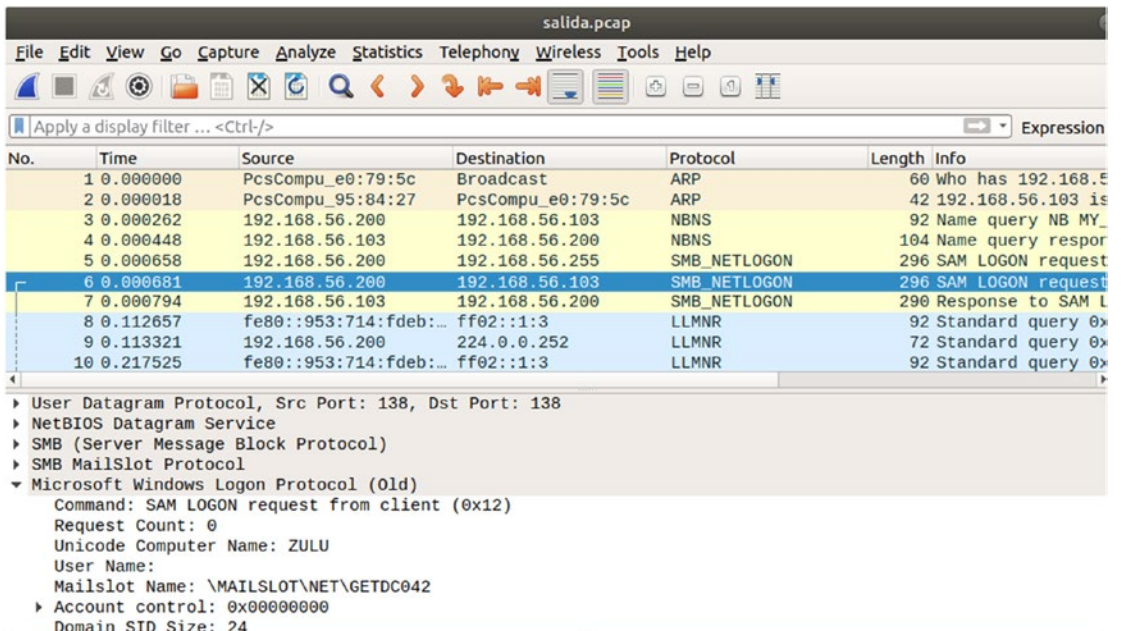 salida.pcap
File Edit View Go Capture Analyze Statistics Telephony Wireless Tools Help
Apply a display filter ... <Ctrl-/> Expression
No. Time Source Destination Protocol Length Info
1 0.000000 PcsCompu_e0:79:5c Broadcast ARP 60 Who has 192.168.5
2 0.000018 PcsCompu_95:84:27 PcsCompu_e0:79:5c ARP 42 192.168.56.103 is
3 0.000262 192.168.56.200 192.168.56.103 NBNS 92 Name query NB MY_
4 0.000448 192.168.56.103 192.168.56.200 NBNS 104 Name query respor
5 0.000658 192.168.56.200 192.168.56.255 SMB_NETLOGON 296 SAM LOGON request
6 0.000681 192.168.56.200 192.168.56.103 SMB_NETLOGON 296 SAM LOGON request
7 0.000794 192.168.56.103 192.168.56.200 SMB_NETLOGON 290 Response to SAM L
8 0.112657 fe80::953:714:fdeb:… ff02::1:3 LLMNR 92 Standard query 0x
9 0.113321 192.168.56.200 224.0.0.252 LLMNR 72 Standard query 0x
10 0.217525 fe80::953:714:fdeb:… ff02::1:3 LLMNR 92 Standard query 0x
User Datagram Protocol, Src Port: 138, Dst Port: 138
NetBIOS Datagram Service
SMB (Server Message Block Protocol)
SMB MailSlot Protocol
Microsoft Windows Logon Protocol (Old)
Command: SAM LOGON request from client (0x12)
Request Count: 0
Unicode Computer Name: ZULU
User Name:
Mailslot Name: \MAILSLOT\NET\GETDC042
Account control: 0x00000000
Domain SID Size: 24